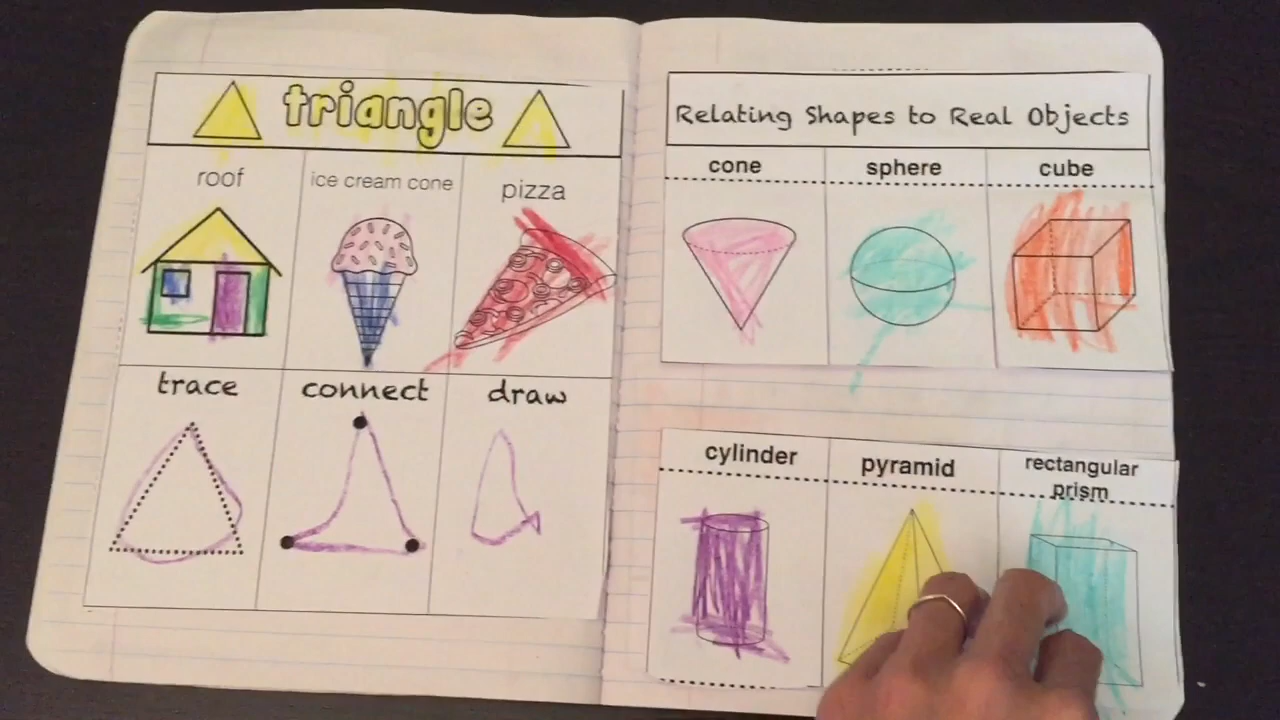 triangle
roof
ice cream cone
pizza
trace
connect
draw
Relating Shapes to Real Objects
cone
sphere
cube
cylinder
pyramid
rectangular
prism